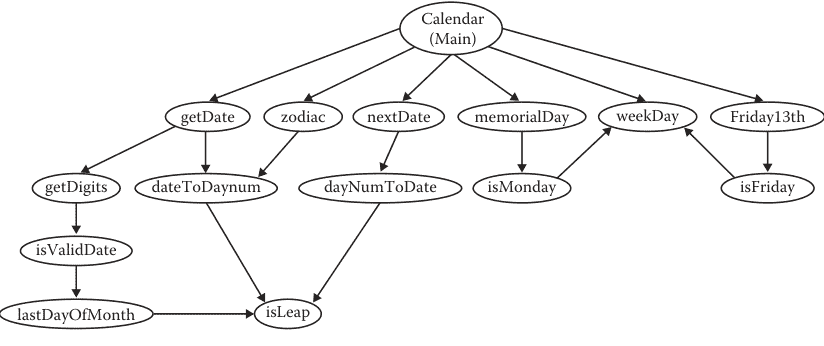 Calendar
(Main)
getDate
zodiac
nextDate
memorialDay
weekDay
Friday13th
getDigits
dateToDaynum
dayNumToDate
isMonday
isFriday
isValidDate
lastDayOfMonth
isLeap